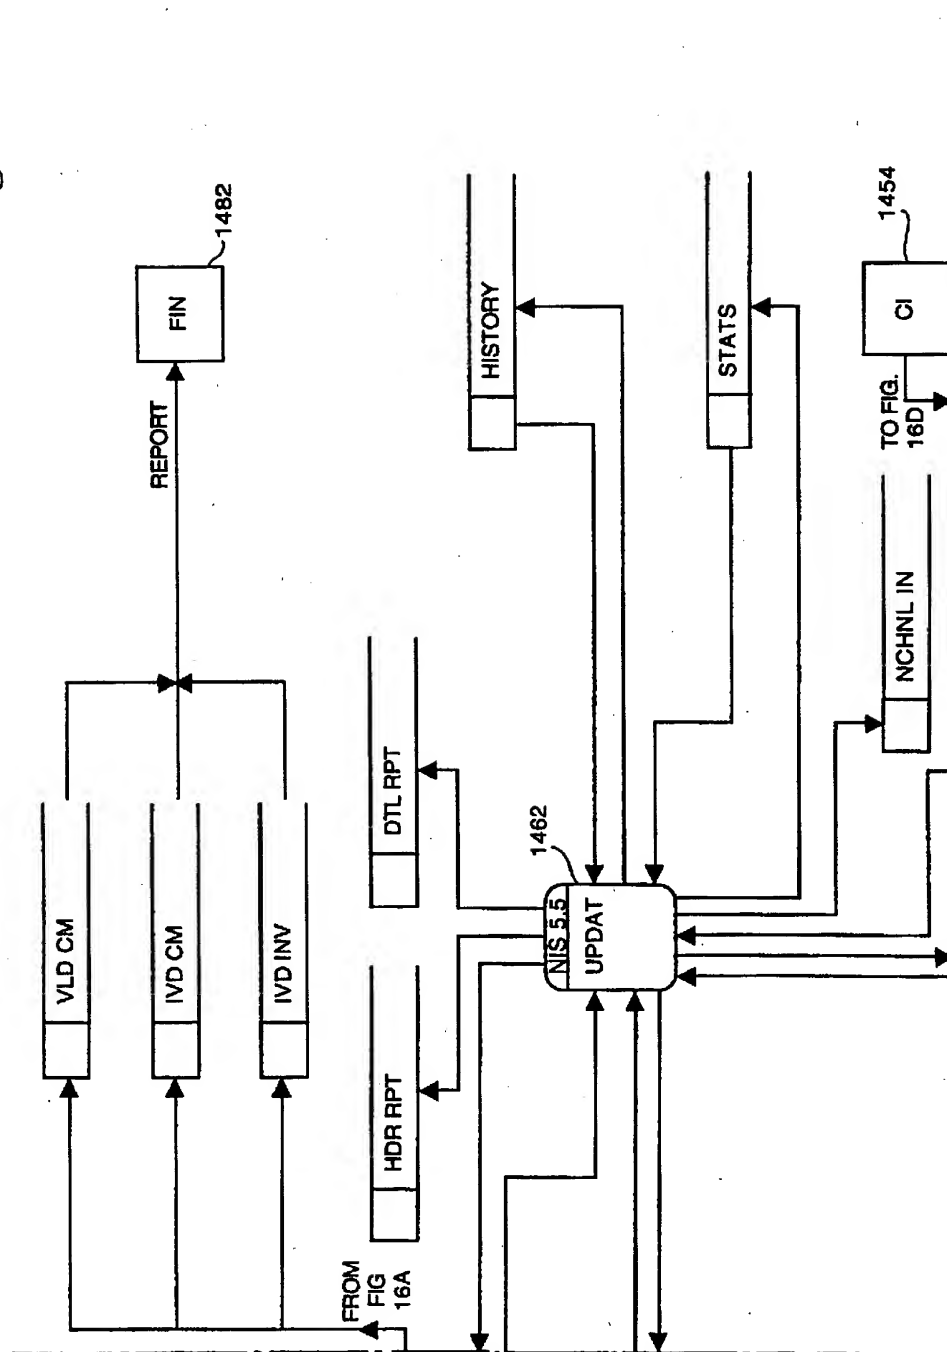 1482
FIN
REPORT
VLD CM
IVD CM
IVD INV
FROM
FIG
16A
HDR RPT
DTL RPT
HISTORY
STATS
1462
NIS 5.5
UPDAT
NCHNL IN
TO FIG.
16D
CI
1454